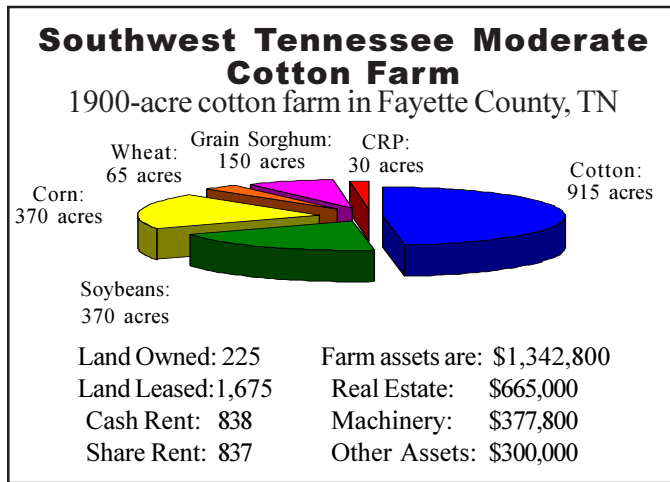 Southwest Tennessee Moderate
Cotton Farm
1900-acre cotton farm in Fayette County, TN
Grain Sorghum:
150 acres
CRP:
30 acres
Wheat:
65 acres
Cotton:
915 acres
Corn:
370 acres
Soybeans:
370 acres
Land Owned: 225
Land Leased:1,675
Cash Rent: 838
Share Rent: 837
Farm assets are: $1,342,800
Real Estate: $665,000
Machinery: $377,800
Other Assets: $300,000